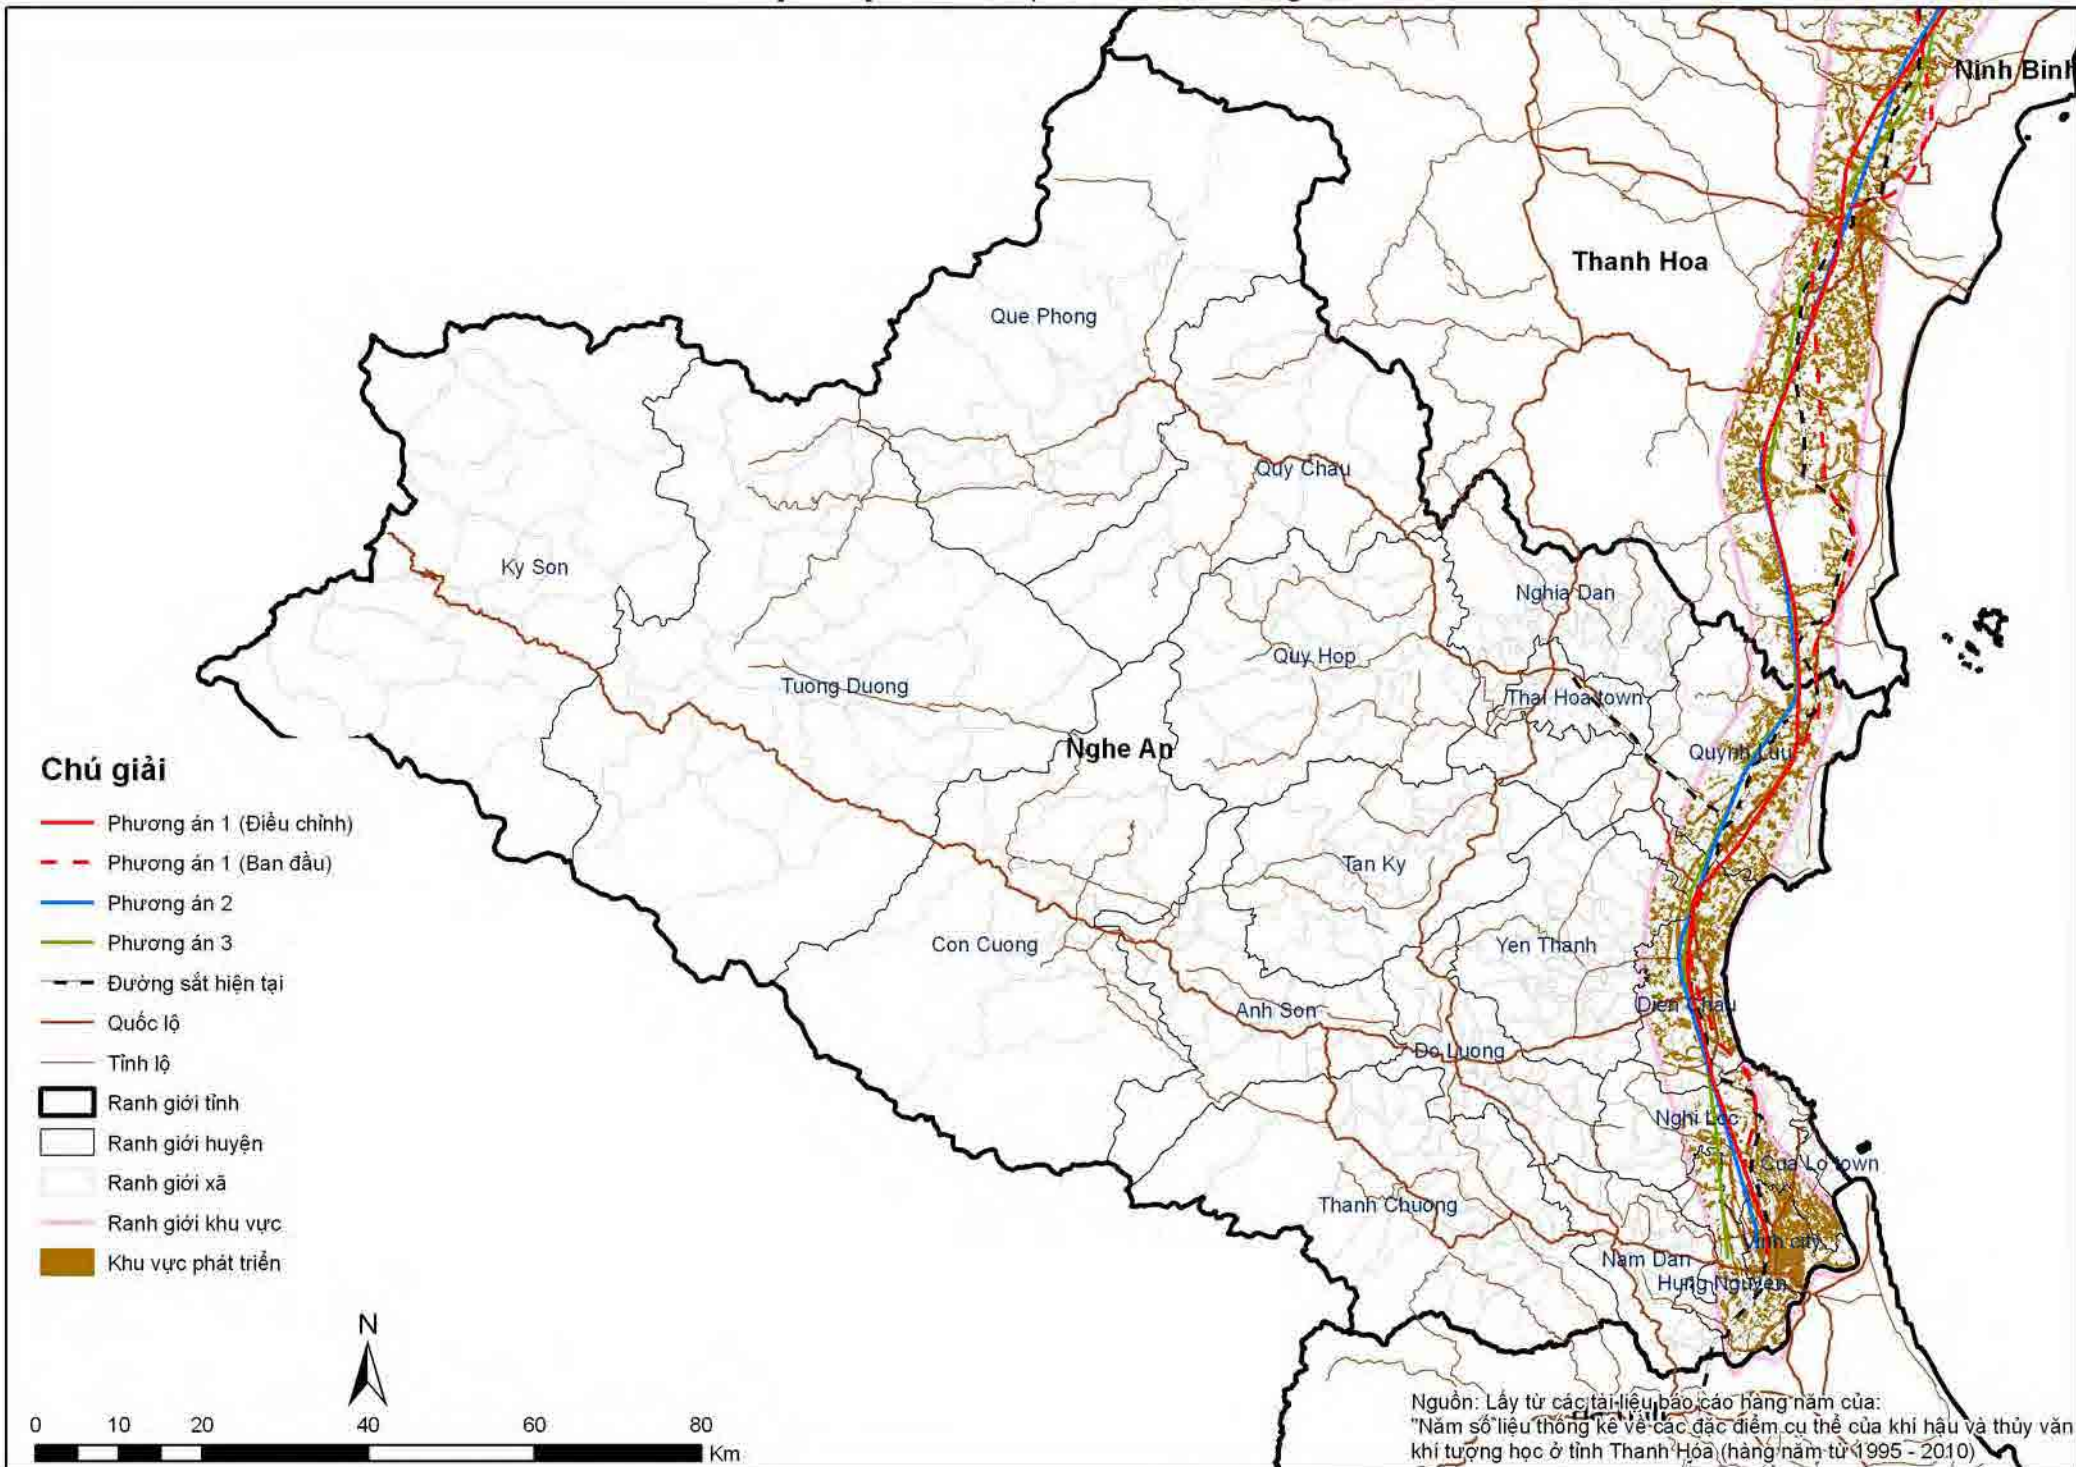 Ninh Binh
Thanh Hoa
Que Phong
Quy Chau
Ky Son
Nghia Dan
Quy Hop
Tuong Duong
Thai Hoa town
Nghe An
Quynh Luu
Chú giải
Phương án 1 (Điều chỉnh)
Phương án 1 (Ban đầu)
Phương án 2
Phương án 3
Đường sắt hiện tại
Quốc lộ
Tỉnh lộ
Ranh giới tỉnh
Ranh giới huyện
Ranh giới xã
Ranh giới khu vực
Khu vực phát triển
Tan Ky
Con Cuong
Yen Thanh
Anh Son
Dien Chau
Do Luong
Nghi Loc
Cua Lo town
Thanh Chuong
Vinh city
Nam Dan
Hung Nguyen
N
0 10 20 40 60 80
Km
Nguồn: Lấy từ các tài liệu báo cáo hàng năm của:
"Năm số liệu thống kê về các đặc điểm cụ thể của khí hậu và thủy văn
khí tượng học ở tỉnh Thanh Hóa (hàng năm từ 1995 - 2010)